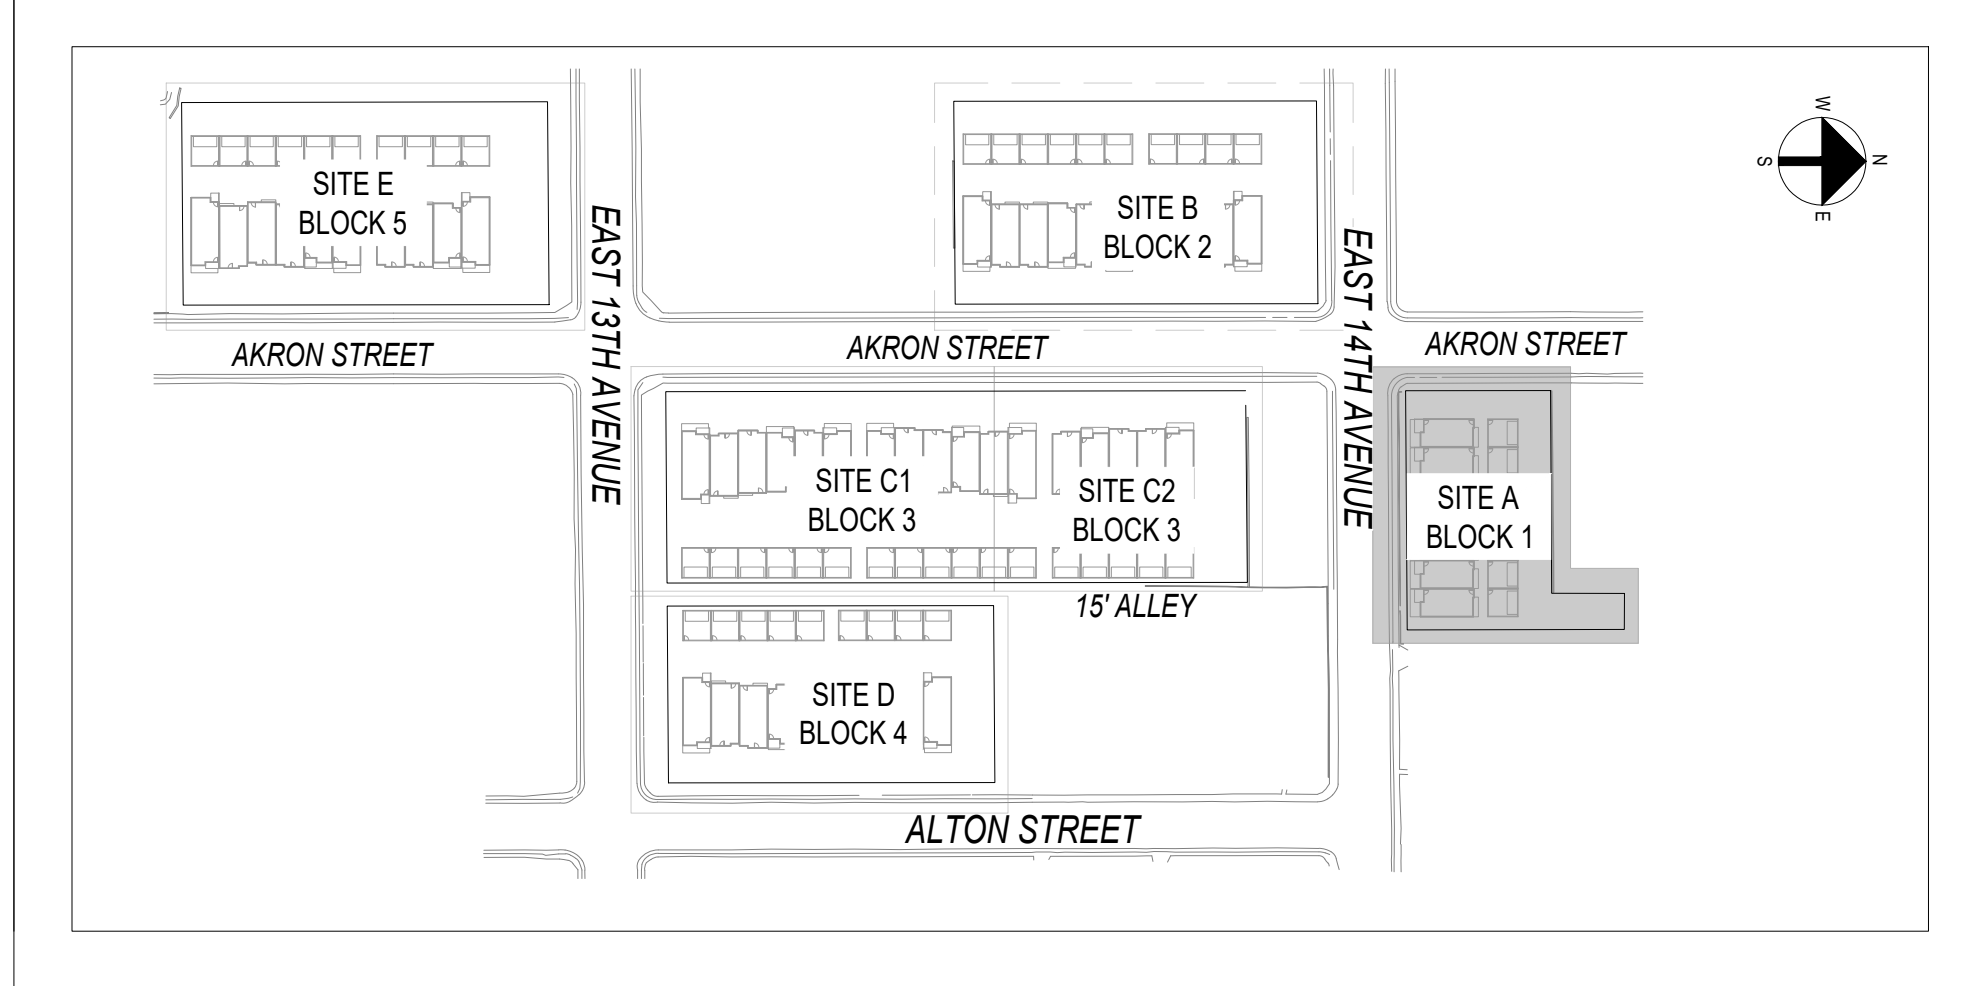 W
S
N
E
SITE E
BLOCK 5
SITE B
BLOCK 2
EAST 13TH AVENUE
EAST 14TH AVENUE
AKRON STREET
AKRON STREET
AKRON STREET
SITE C1
BLOCK 3
SITE C2
BLOCK 3
SITE A
BLOCK 1
15' ALLEY
SITE D
BLOCK 4
ALTON STREET